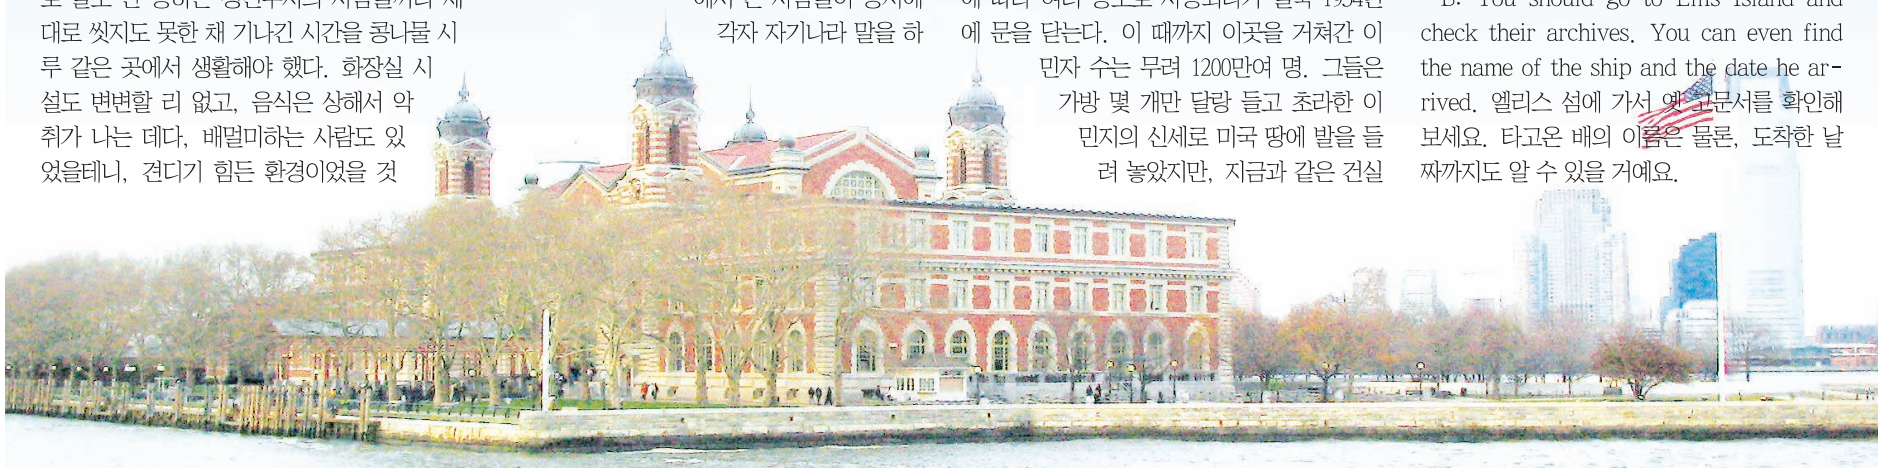 대로 씻지도 못한 채 기나긴 시간을 콩나물 시
루 같은 곳에서 생활해야 했다. 화장실 시
설도 변변할 리 없고, 음식은 상해서 악
취가 나는 데다, 배멀미하는 사람도 있
었을테니, 견디기 힘든 환경이었을 것
각자 자기나라 말을 하
에 문을 닫는다. 이 때까지 이곳을 거쳐간 이
민자 수는 무려 1200만여 명. 그들은
가방 몇 개만 달랑 들고 초라한 이
민지의 신세로 미국 땅에 발을 들
려 놓았지만, 지금과 같은 건실
B: You should go to Ellis Island and
check their archives. You can even find
the name of the ship and the date he ar-
rived. 엘리스 섬에 가서 옛 고문서를 확인해
보세요. 타고온 배의 이름은 물론, 도착한 날
짜까지도 알 수 있을 거예요.